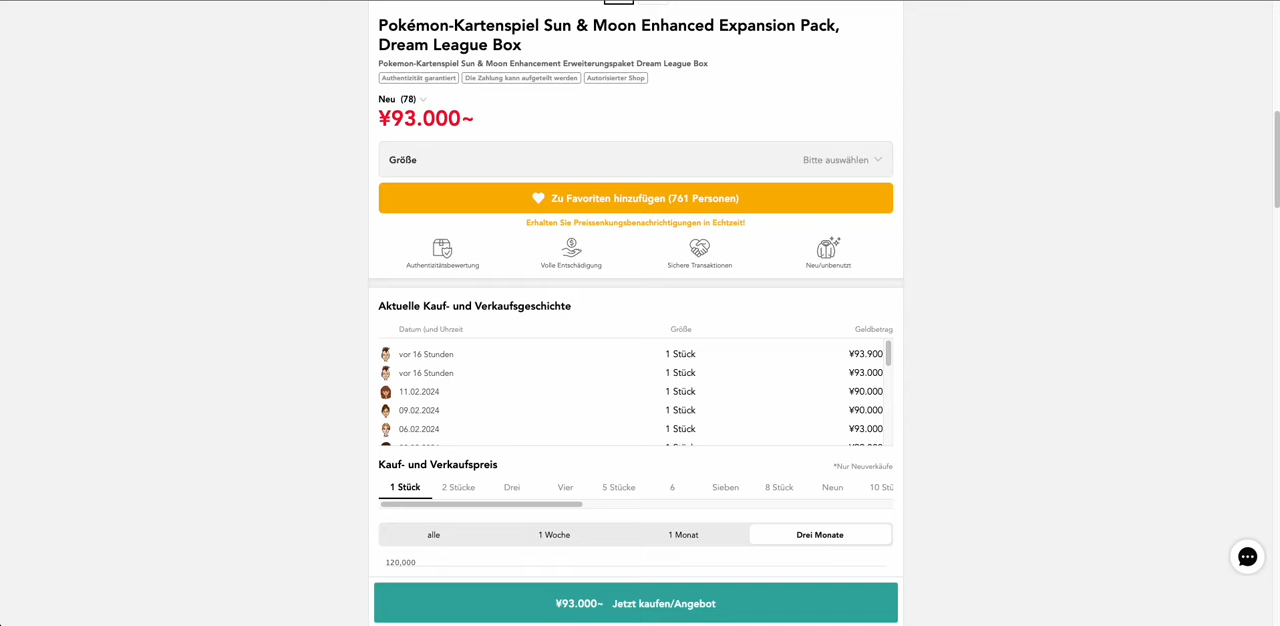 Pokémon-Kartenspiel Sun & Moon Enhanced Expansion Pack,
Dream League Box
Pokemon-Kartenspiel Sun & Moon Enhancement Erweiterungspaket Dream League Box
Authentizität garantiert Die Zahlung kann aufgeteilt werden Autorisierter Shop
Neu (78)
¥93.000~
Größe Bitte auswählen
Zu Favoriten hinzufügen (761 Personen)
Erhalten Sie Preissenkungsbenachrichtigungen in Echtzeit!
Authentizitätsbewertung Volle Entschädigung Sichere Transaktionen Neu/unbenutzt
Aktuelle Kauf- und Verkaufsgeschichte
Datum (und Uhrzeit Größe Geldbetrag
vor 16 Stunden 1 Stück ¥93.900
vor 16 Stunden 1 Stück ¥93.000
11.02.2024 1 Stück ¥90.000
09.02.2024 1 Stück ¥90.000
06.02.2024 1 Stück ¥93.000
Kauf- und Verkaufspreis *Nur Neuverkäufe
1 Stück 2 Stücke Drei Vier 5 Stücke 6 Sieben 8 Stück Neun 10 Stü
alle 1 Woche 1 Monat Drei Monate
120,000
¥93.000~ Jetzt kaufen/Angebot